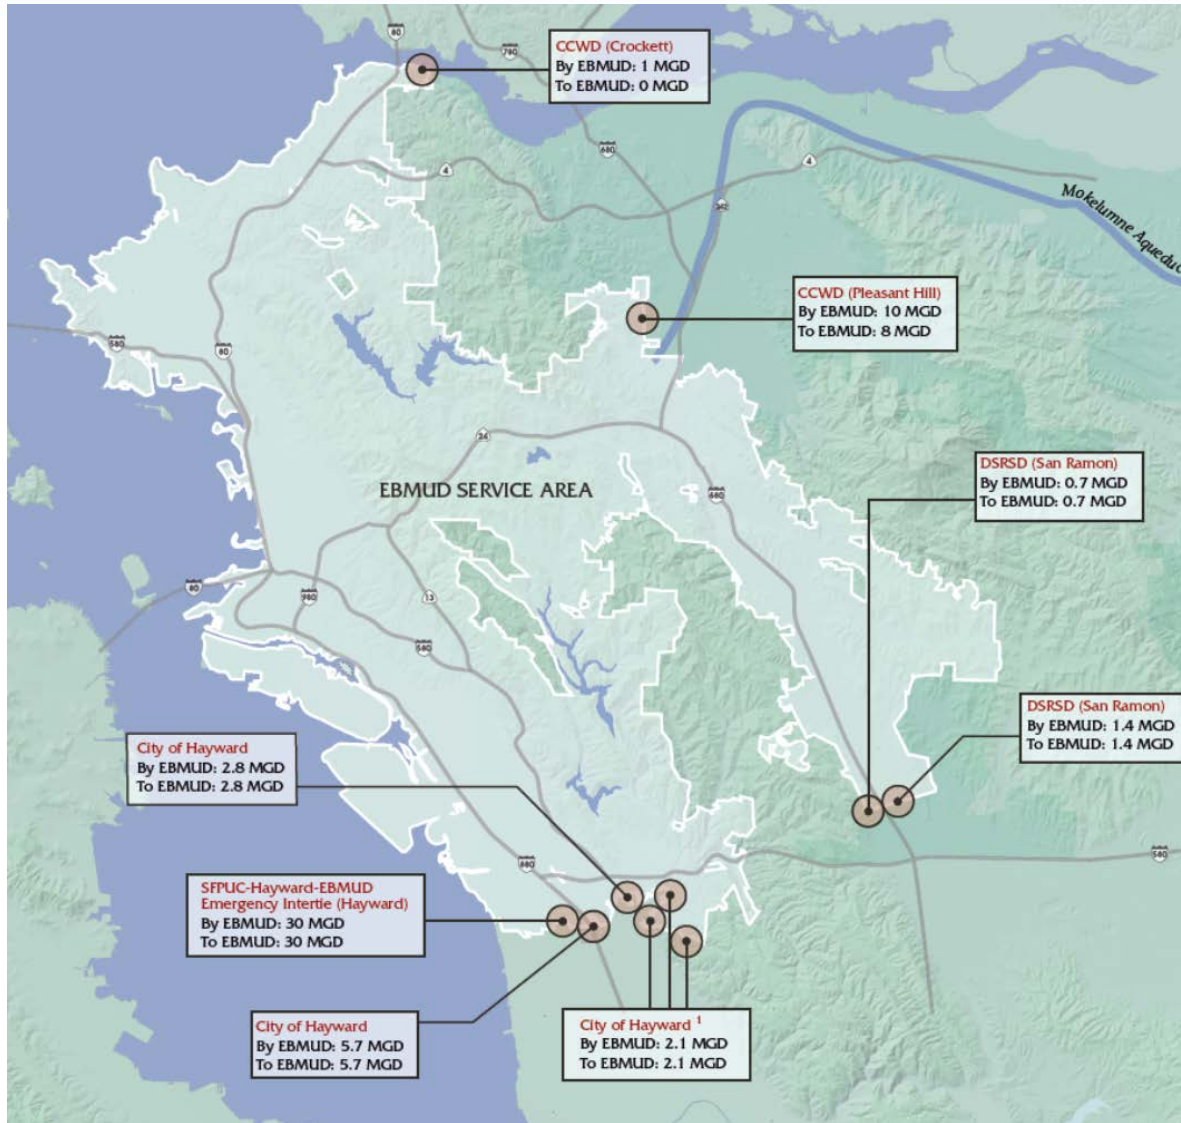 80
780
CCWD (Crockett)
By EBMUD: 1 MGD
To EBMUD: 0 MGD
680
4
4
242
Mokelumne Aqueduc
CCWD (Pleasant Hill)
By EBMUD: 10 MGD
To EBMUD: 8 MGD
580
80
24
EBMUD SERVICE AREA
680
DSRSD (San Ramon)
By EBMUD: 0.7 MGD
To EBMUD: 0.7 MGD
80
980
13
580
DSRSD (San Ramon)
By EBMUD: 1.4 MGD
To EBMUD: 1.4 MGD
City of Hayward
By EBMUD: 2.8 MGD
To EBMUD: 2.8 MGD
880
580
SFPUC-Hayward-EBMUD
Emergency Intertie (Hayward)
By EBMUD: 30 MGD
To EBMUD: 30 MGD
City of Hayward
By EBMUD: 5.7 MGD
To EBMUD: 5.7 MGD
City of Hayward 1
By EBMUD: 2.1 MGD
To EBMUD: 2.1 MGD